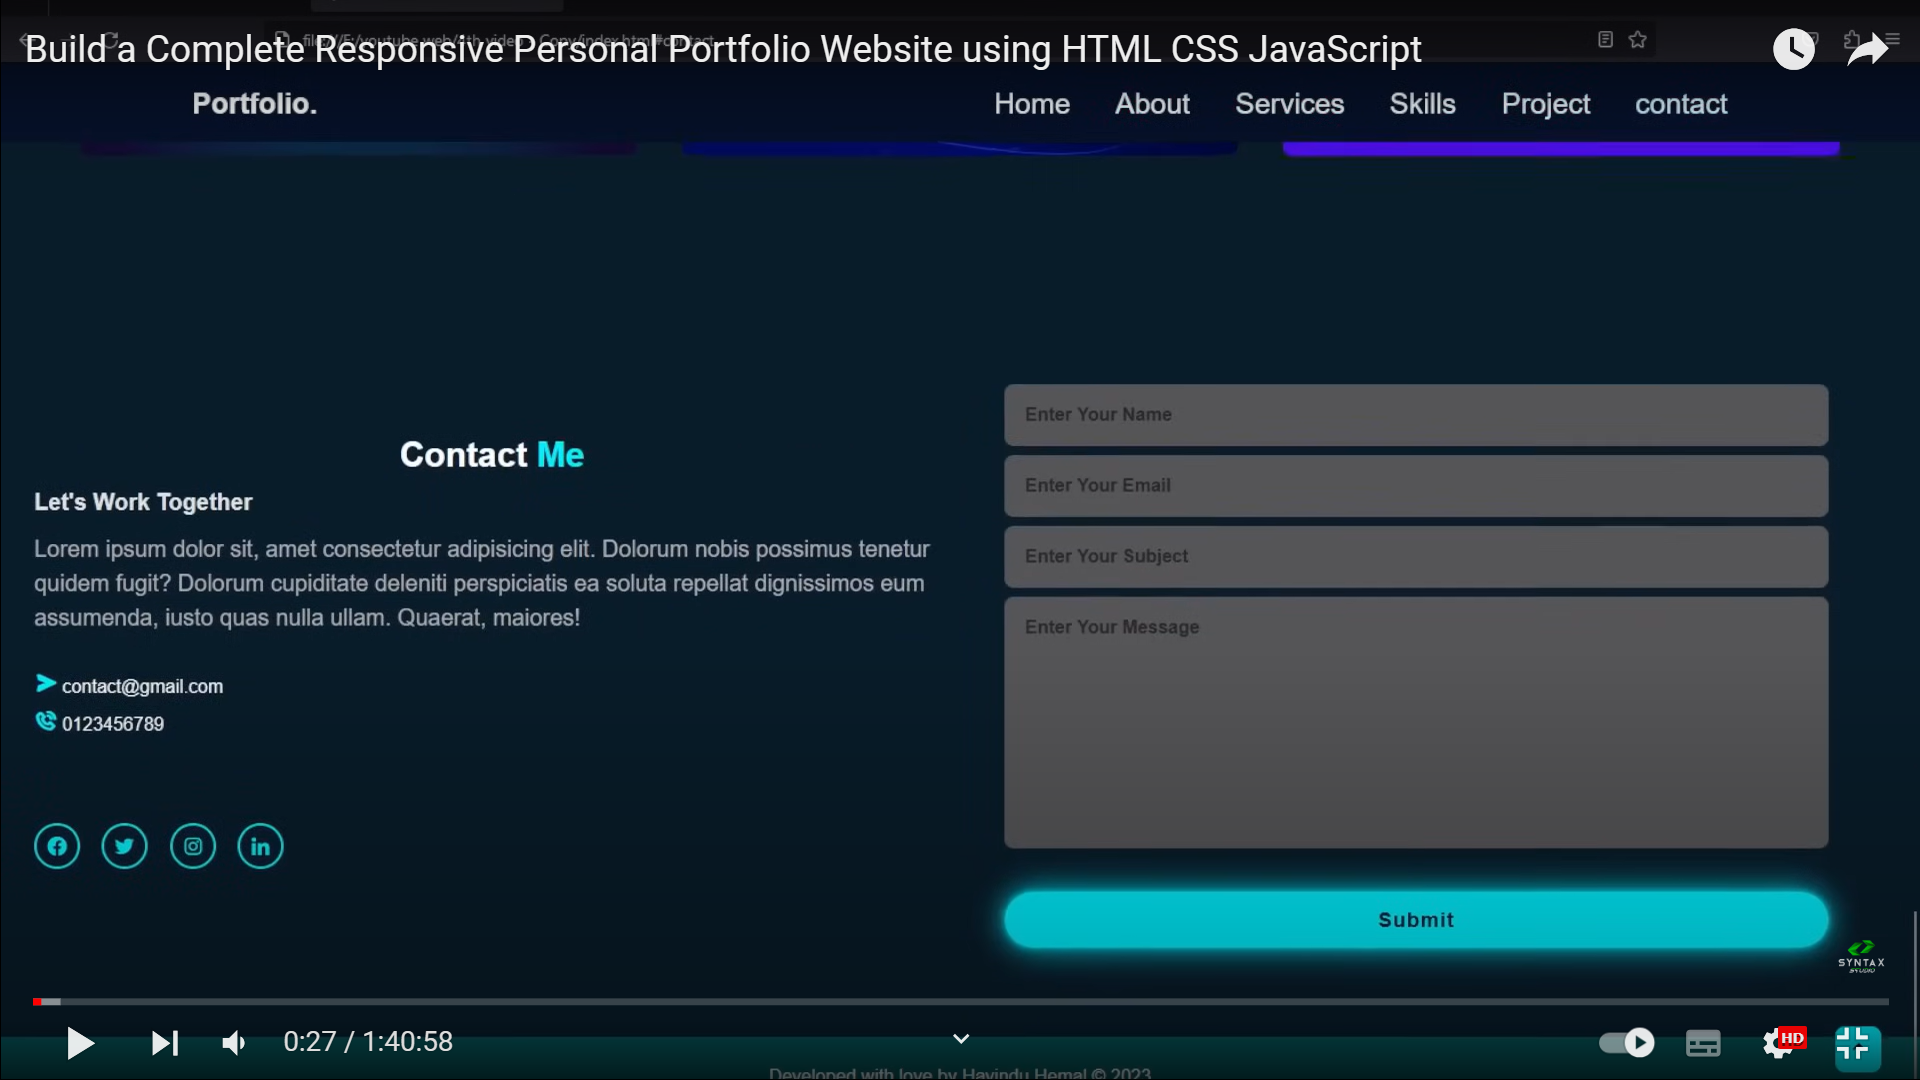 Build a Complete Responsive Personal Portfolio Website using HTML CSS JavaScript
Portfolio.
Home About Services Skills Project contact
Contact Me
Let's Work Together
Lorem ipsum dolor sit, amet consectetur adipisicing elit. Dolorum nobis possimus tenetur
quidem fugit? Dolorum cupiditate deleniti perspiciatis ea soluta repellat dignissimos eum
assumenda, iusto quas nulla ullam. Quaerat, maiores!
contact@gmail.com
0123456789
Enter Your Name
Enter Your Email
Enter Your Subject
Enter Your Message
Submit
SYNTAX
STUDIO
0:27 / 1:40:58
HD
Developed with love by Havindu Hemal © 2023